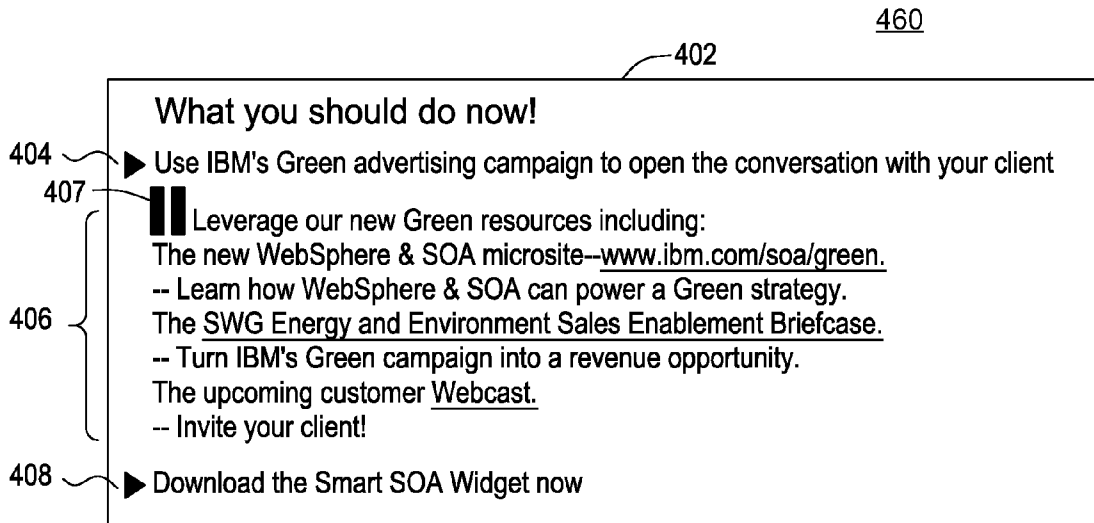 460
402
What you should do now!
404 ▶ Use IBM's Green advertising campaign to open the conversation with your client
407
Leverage our new Green resources including:
The new WebSphere & SOA microsite--www.ibm.com/soa/green.
-- Learn how WebSphere & SOA can power a Green strategy.
406
The SWG Energy and Environment Sales Enablement Briefcase.
-- Turn IBM's Green campaign into a revenue opportunity.
The upcoming customer Webcast.
-- Invite your client!
408 ▶ Download the Smart SOA Widget now